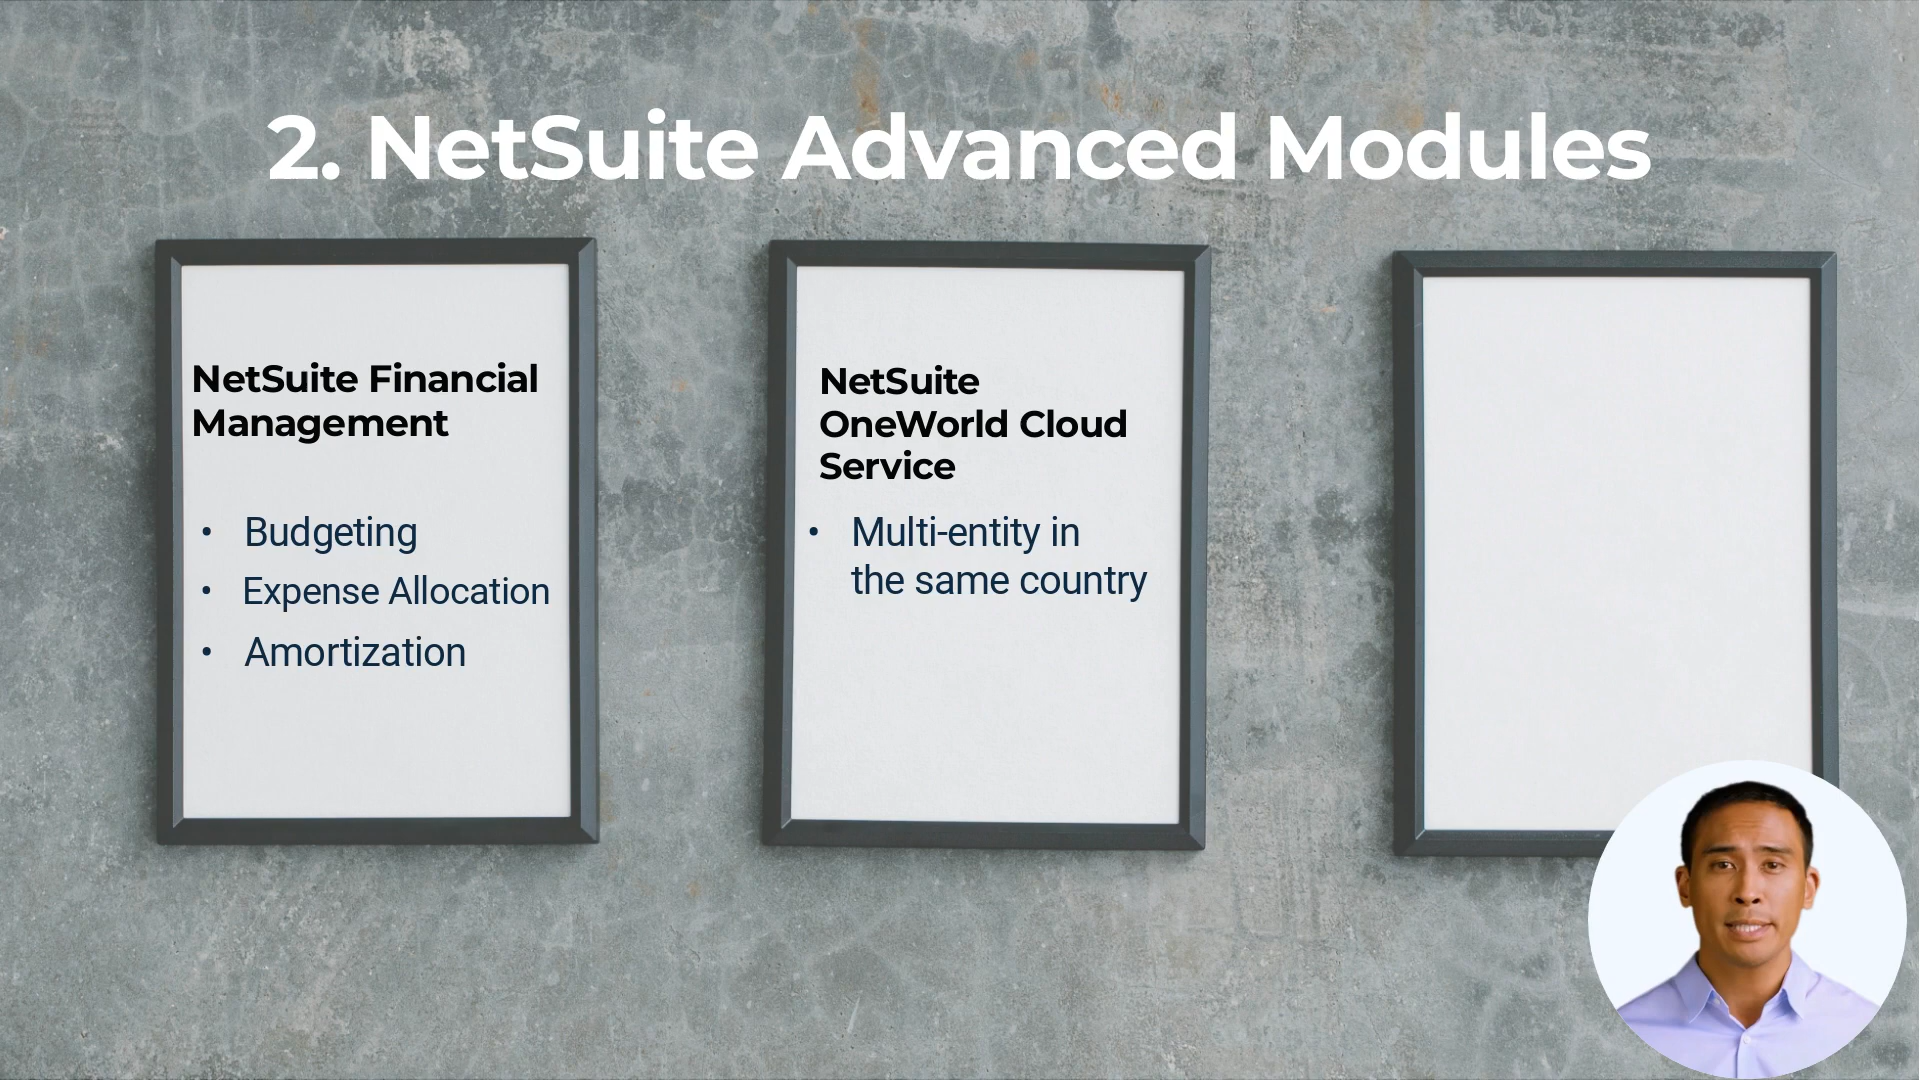 2. NetSuite Advanced Modules
NetSuite Financial
Management
• Budgeting
• Expense Allocation
• Amortization
NetSuite
OneWorld Cloud
Service
• Multi-entity in
the same country